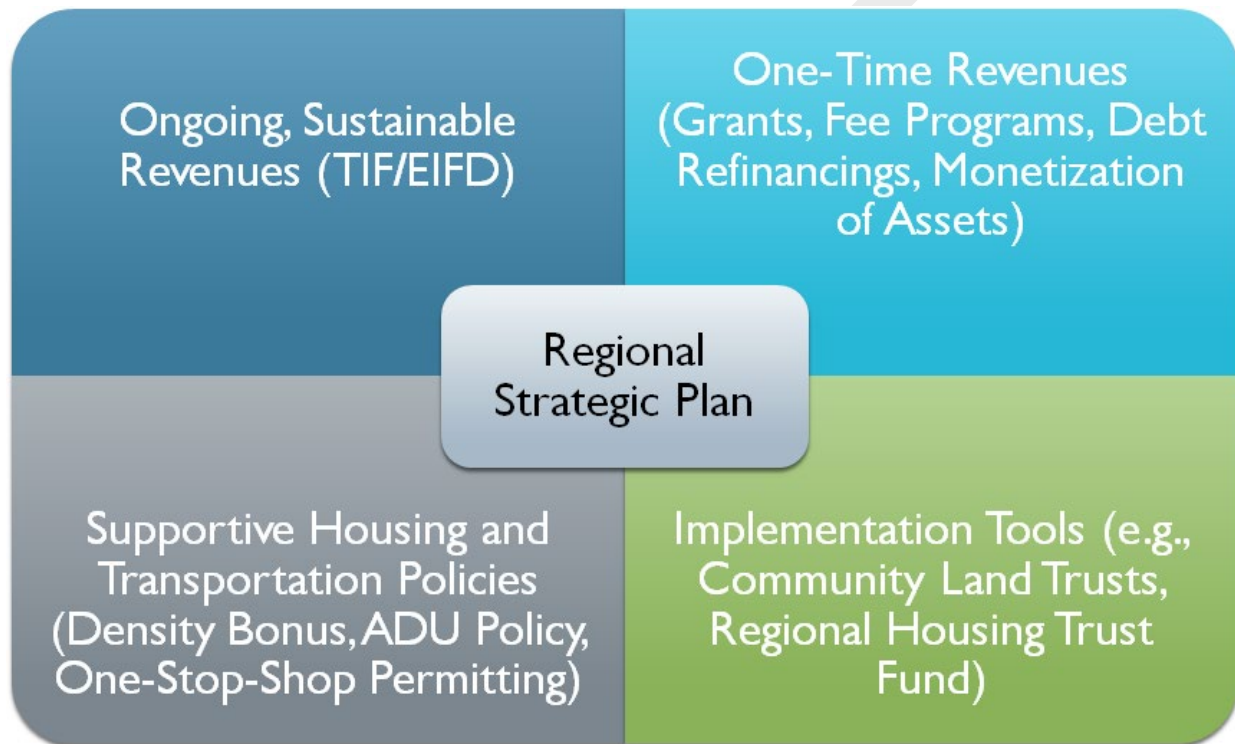 Ongoing, Sustainable
Revenues (TIF/EIFD)
One-Time Revenues
(Grants, Fee Programs, Debt
Refinancings, Monetization
of Assets)
Regional
Strategic Plan
Supportive Housing and
Transportation Policies
(Density Bonus, ADU Policy,
One-Stop-Shop Permitting)
Implementation Tools (e.g.,
Community Land Trusts,
Regional Housing Trust
Fund)